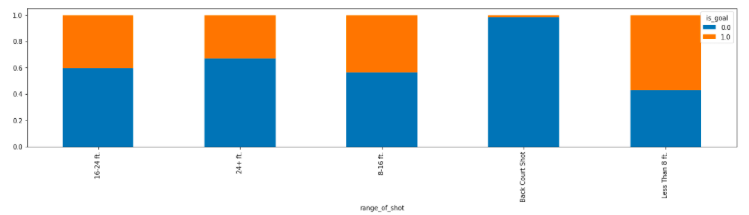 1.0
0.8
0.6
0.4
0.2
0.0
is_goal
0.0
1.0
16-24 ft.
24+ ft.
8-16 ft.
Back Court Shot
Less Than 8 ft.
range_of_shot